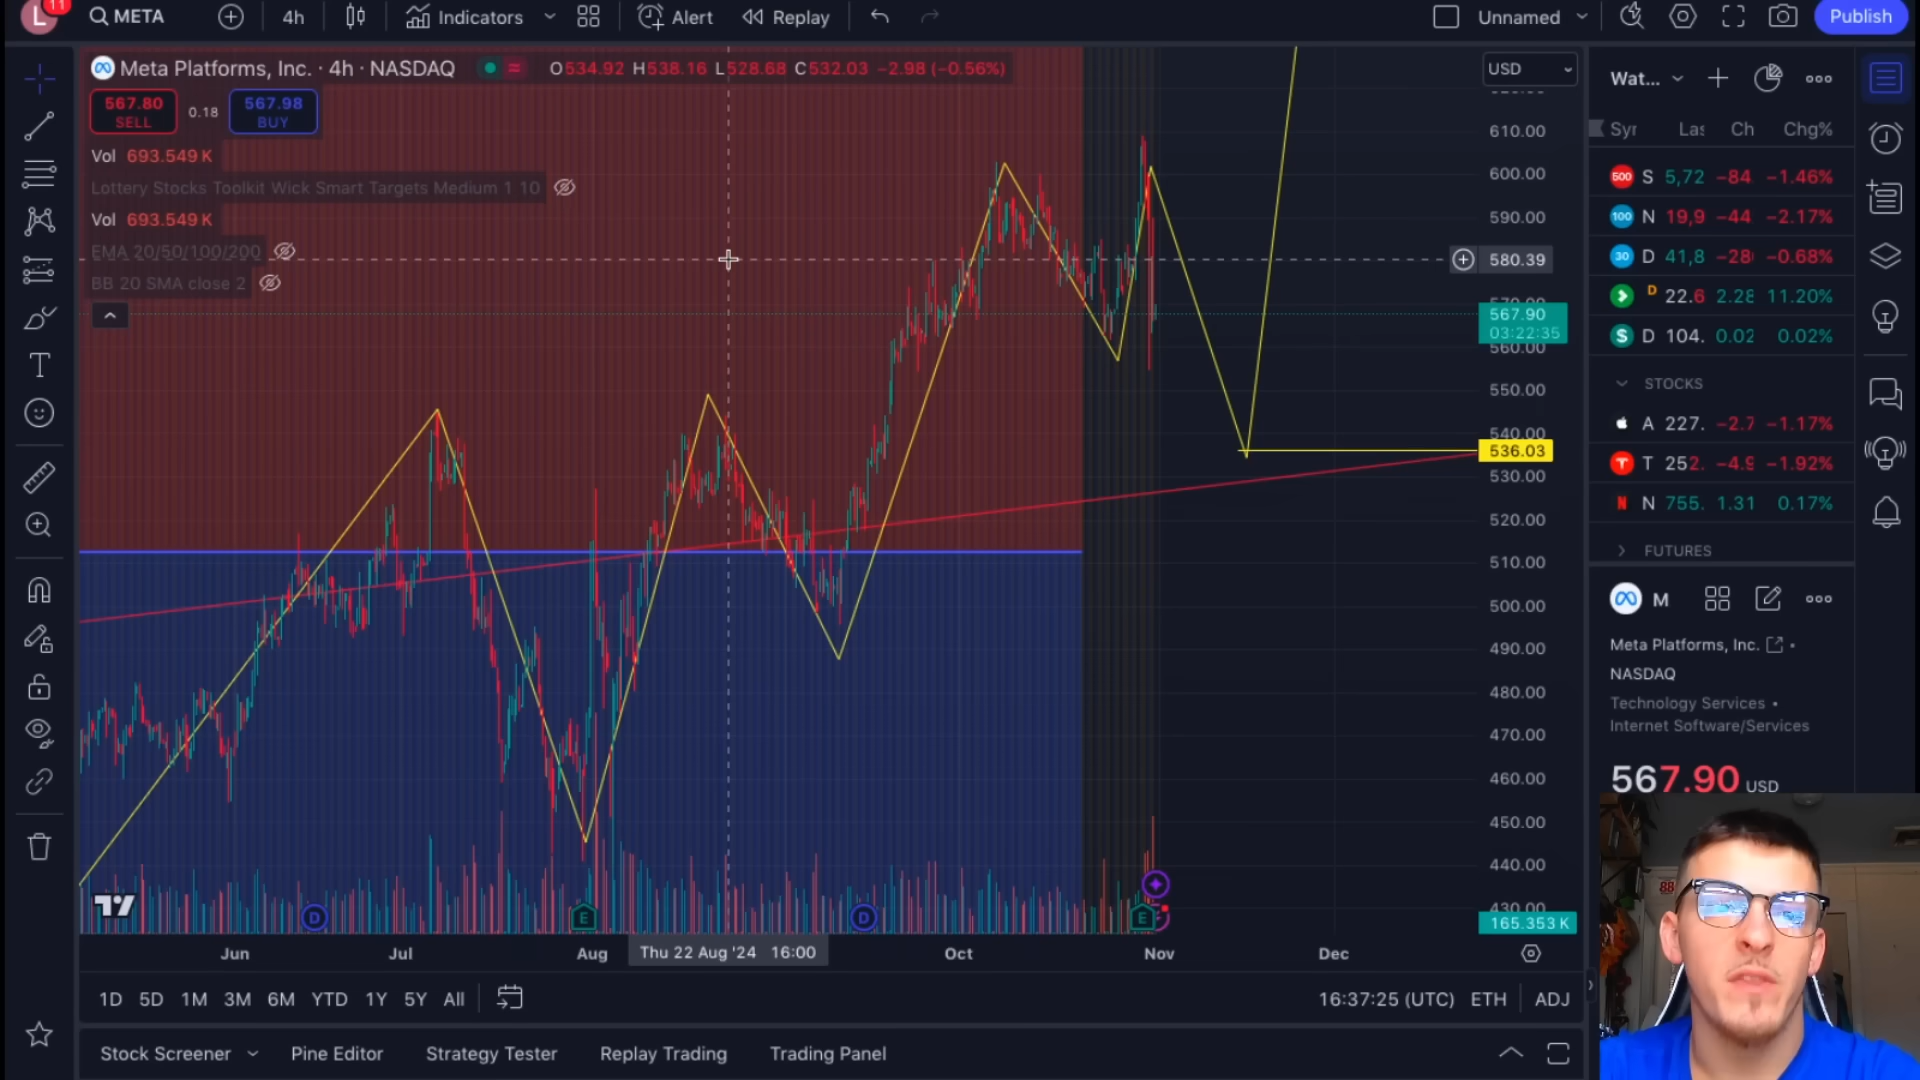 L 11 META 4h Indicators Alert Replay Unnamed Publish
Meta Platforms, Inc. · 4h · NASDAQ O534.92 H538.16 L528.68 C532.03 −2.98 (−0.56%)
567.80 SELL 0.18 567.98 BUY
Vol 693.549 K
Lottery Stocks Toolkit Wick Smart Targets Medium 1 10
Vol 693.549 K
EMA 20/50/100/200
BB 20 SMA close 2
USD
610.00
600.00
590.00
580.39
567.90
03:22:35
560.00
550.00
540.00
536.03
530.00
520.00
510.00
500.00
490.00
480.00
470.00
460.00
450.00
440.00
430.00
165.353 K
D E D E
Jun Jul Aug Thu 22 Aug '24 16:00 Oct Nov Dec
1D 5D 1M 3M 6M YTD 1Y 5Y All 16:37:25 (UTC) ETH ADJ
Stock Screener Pine Editor Strategy Tester Replay Trading Trading Panel
Wat...
Syr Las Ch Chg%
500 S 5,72 −84 −1.46%
100 N 19,9 −44 −2.17%
30 D 41,8 −28 −0.68%
D 22.6 2.28 11.20%
S D 104. 0.02 0.02%
STOCKS
A 227. −2.7 −1.17%
T 252. −4.9 −1.92%
N 755. 1.31 0.17%
FUTURES
M
Meta Platforms, Inc. •
NASDAQ
Technology Services •
Internet Software/Services
567.90 USD